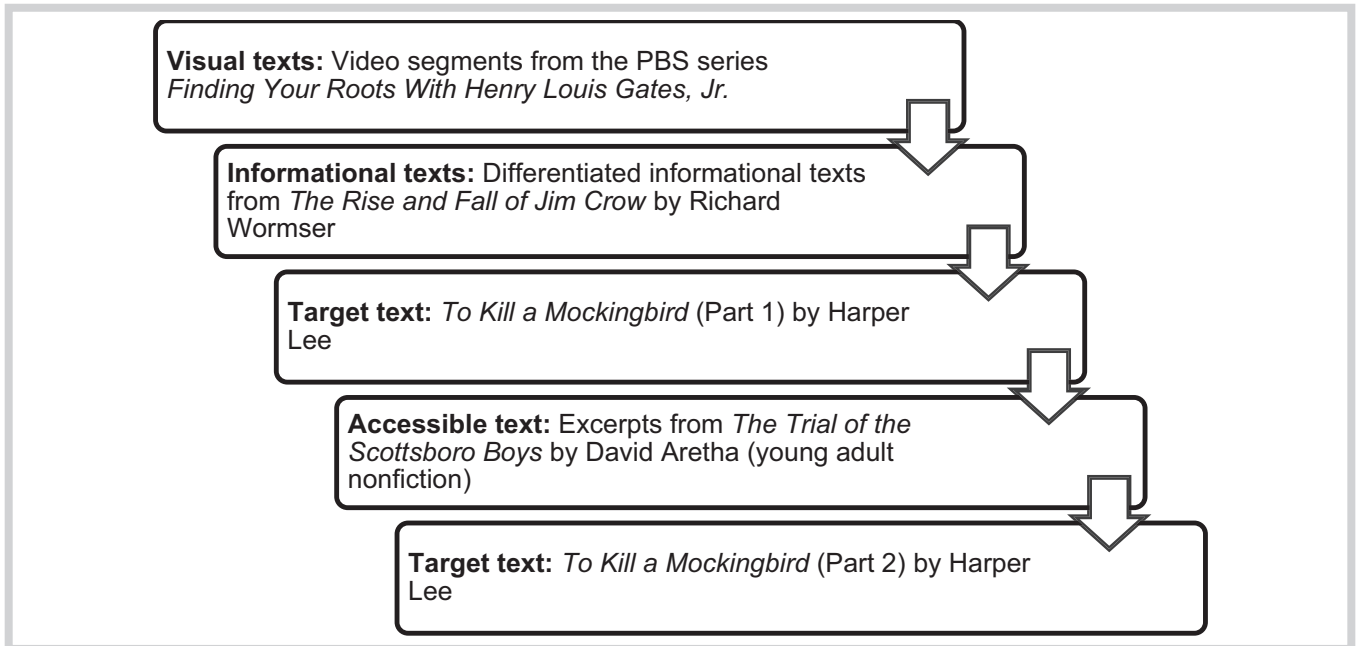 Visual texts: Video segments from the PBS series
Finding Your Roots With Henry Louis Gates, Jr.
Informational texts: Differentiated informational texts
from The Rise and Fall of Jim Crow by Richard
Wormser
Target text: To Kill a Mockingbird (Part 1) by Harper
Lee
Accessible text: Excerpts from The Trial of the
Scottsboro Boys by David Aretha (young adult
nonfiction)
Target text: To Kill a Mockingbird (Part 2) by Harper
Lee